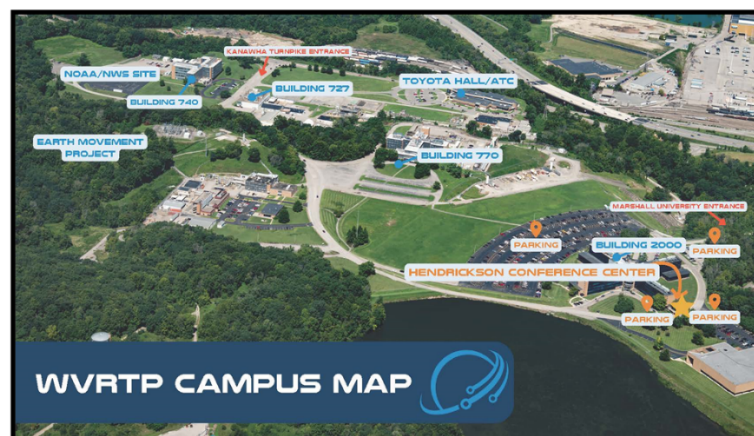 KANAWHA TURNPIKE ENTRANCE
NOAA/NWS SITE
BUILDING 740
BUILDING 727
TOYOTA HALL/ATC
EARTH MOVEMENT
PROJECT
BUILDING 770
MARSHALL UNIVERSITY ENTRANCE
PARKING
BUILDING 2000
PARKING
HENDRICKSON CONFERENCE CENTER
PARKING
PARKING
WVRTP CAMPUS MAP